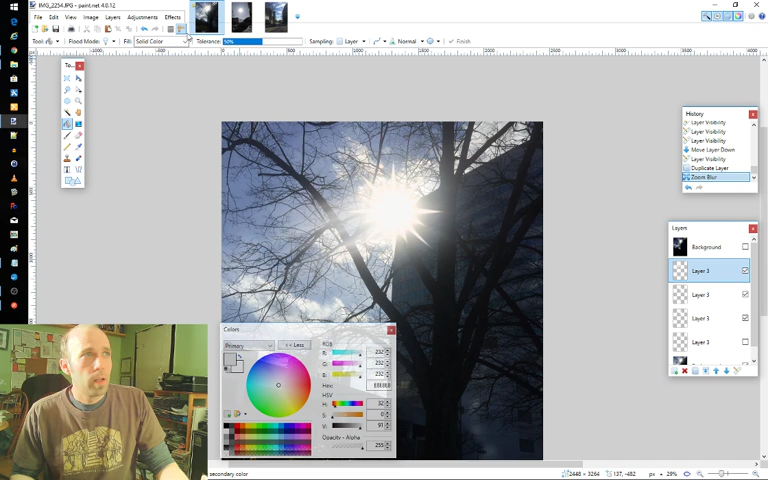 IMG_2254.JPG - paint.net 4.0.12
File Edit View Image Layers Adjustments Effects
Tool Flood Mode: Fill: Solid Color Tolerance: 50% Sampling: Layer Normal Finish
To...
History
Layer Visibility
Layer Visibility
Layer Visibility
Move Layer Down
Layer Visibility
Duplicate Layer
Zoom Blur
Layers
Background
Layer 3
Layer 3
Layer 3
Layer 3
Colors
Primary
<< Less
RGB
R: 232
G: 232
B: 232
Hex: E8E8E8
HSV
H: 32
S: 0
V: 91
Opacity - Alpha
255
secondary color
2448 × 3264 137, -482 px 29%